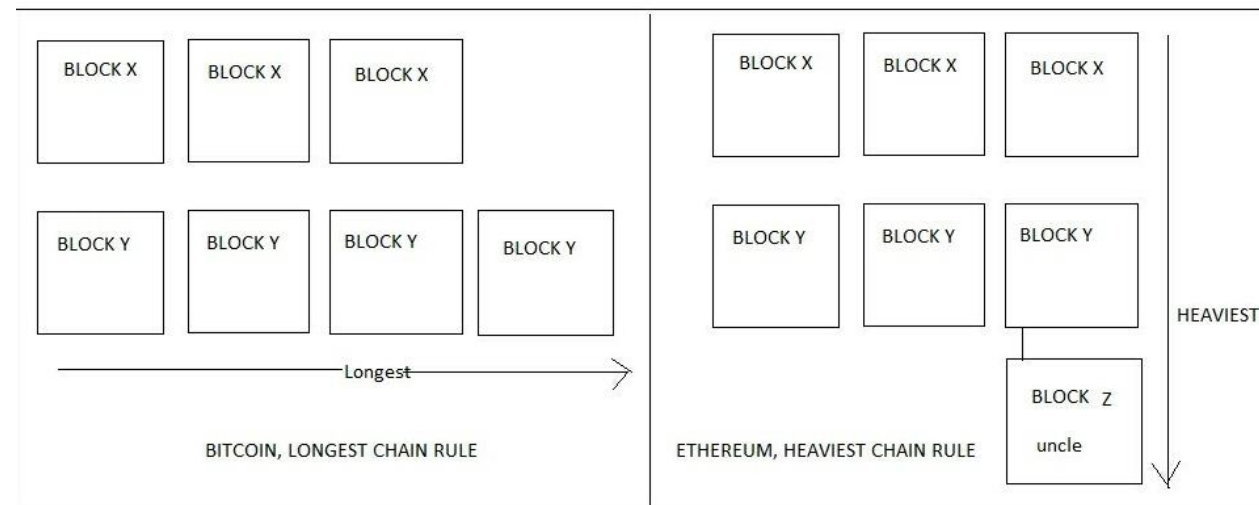 BLOCK X
BLOCK X
BLOCK X
BLOCK Y
BLOCK Y
BLOCK Y
BLOCK Y
Longest
BITCOIN, LONGEST CHAIN RULE
BLOCK X
BLOCK X
BLOCK X
BLOCK Y
BLOCK Y
BLOCK Y
HEAVIEST
BLOCK Z
uncle
ETHEREUM, HEAVIEST CHAIN RULE